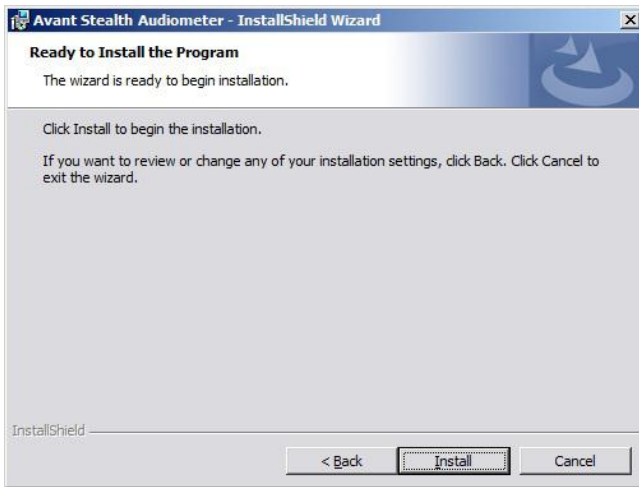 Avant Stealth Audiometer - InstallShield Wizard
Ready to Install the Program
The wizard is ready to begin installation.
Click Install to begin the installation.
If you want to review or change any of your installation settings, click Back. Click Cancel to
exit the wizard.
InstallShield
< Back Install Cancel